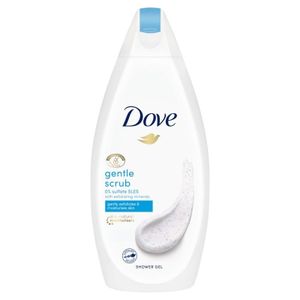 Dove
gentle
scrub
0% sulfate SLES
with exfoliating minerals
gently exfoliates &
moisturises skin
SHOWER GEL